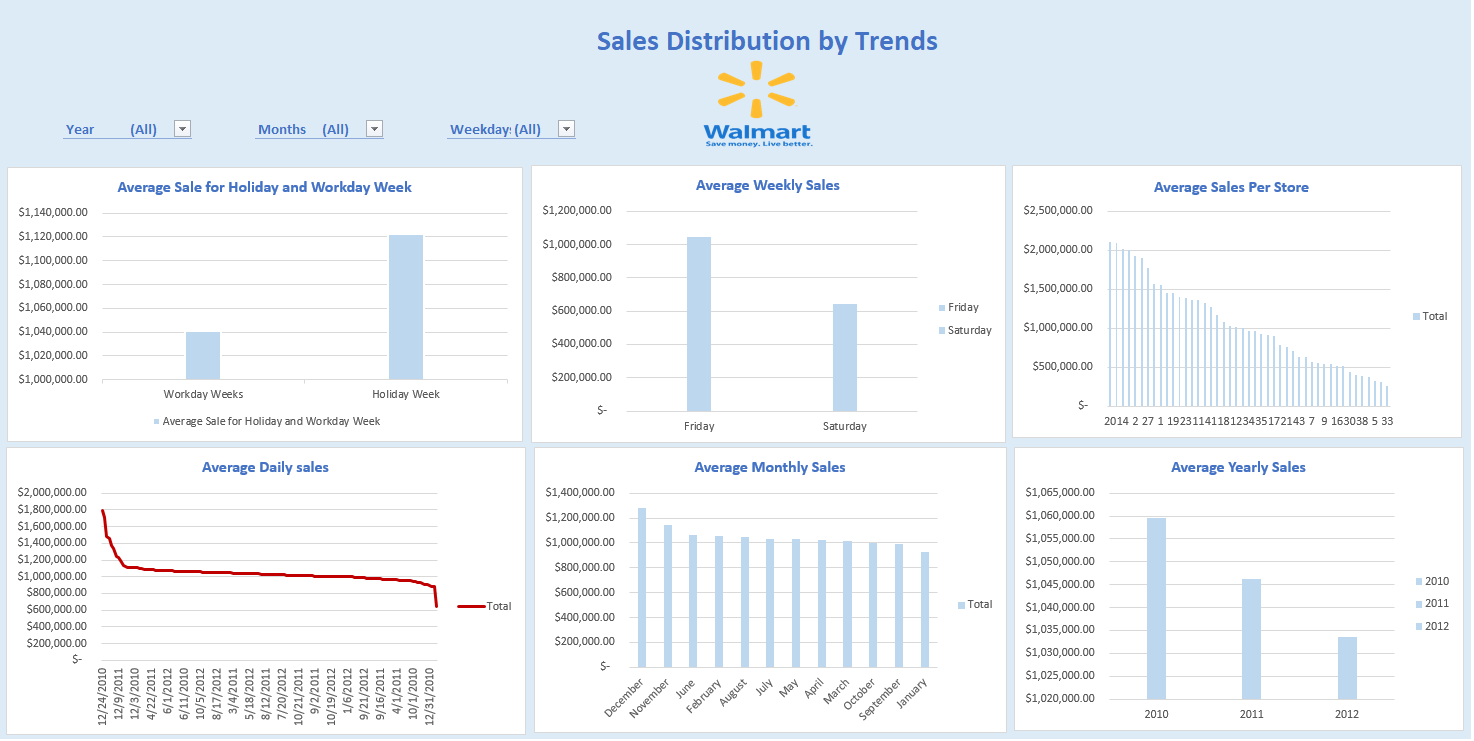 Sales Distribution by Trends
Walmart
Save money. Live better.
Year (All)
Months (All)
Weekday: (All)
Average Sale for Holiday and Workday Week
$1,140,000.00
$1,120,000.00
$1,100,000.00
$1,080,000.00
$1,060,000.00
$1,040,000.00
$1,020,000.00
$1,000,000.00
Workday Weeks Holiday Week
Average Sale for Holiday and Workday Week
Average Weekly Sales
$1,200,000.00
$1,000,000.00
$800,000.00
$600,000.00
$400,000.00
$200,000.00
$-
Friday Saturday
Friday
Saturday
Average Sales Per Store
$2,500,000.00
$2,000,000.00
$1,500,000.00
$1,000,000.00
$500,000.00
$-
2014 2 27 1 19231141181234351721437 9 163038 5 33
Total
Average Daily sales
$2,000,000.00
$1,800,000.00
$1,600,000.00
$1,400,000.00
$1,200,000.00
$1,000,000.00
$800,000.00
$600,000.00
$400,000.00
$200,000.00
$-
12/24/2010
12/9/2011
12/3/2010
4/22/2011
6/1/2012
6/11/2010
10/5/2012
8/17/2012
3/4/2011
5/18/2012
8/12/2011
7/20/2012
10/21/2011
9/2/2011
10/19/2012
1/6/2012
9/21/2012
9/16/2011
4/1/2011
10/1/2010
12/31/2010
Total
Average Monthly Sales
$1,400,000.00
$1,200,000.00
$1,000,000.00
$800,000.00
$600,000.00
$400,000.00
$200,000.00
$-
December
November
June
February
August
July
May
April
March
October
September
January
Total
Average Yearly Sales
$1,065,000.00
$1,060,000.00
$1,055,000.00
$1,050,000.00
$1,045,000.00
$1,040,000.00
$1,035,000.00
$1,030,000.00
$1,025,000.00
$1,020,000.00
2010 2011 2012
2010
2011
2012